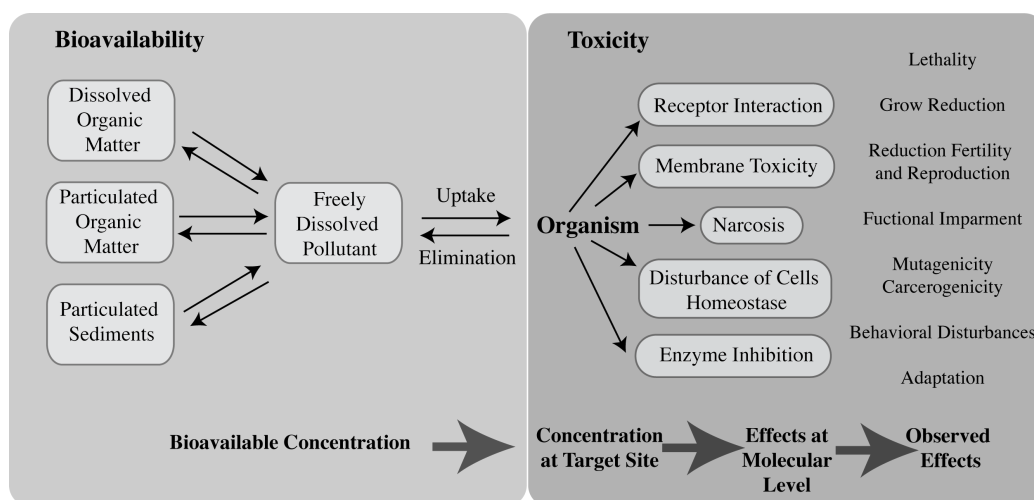 Bioavailability
Dissolved
Organic
Matter
Particulated
Organic
Matter
Particulated
Sediments
Freely
Dissolved
Pollutant
Uptake
Elimination
Bioavailable Concentration
Toxicity
Organism
Receptor Interaction
Membrane Toxicity
Narcosis
Disturbance of Cells
Homeostase
Enzyme Inhibition
Lethality
Grow Reduction
Reduction Fertility
and Reproduction
Fuctional Imparment
Mutagenicity
Carcerogenicity
Behavioral Disturbances
Adaptation
Concentration
at Target Site
Effects at
Molecular
Level
Observed
Effects